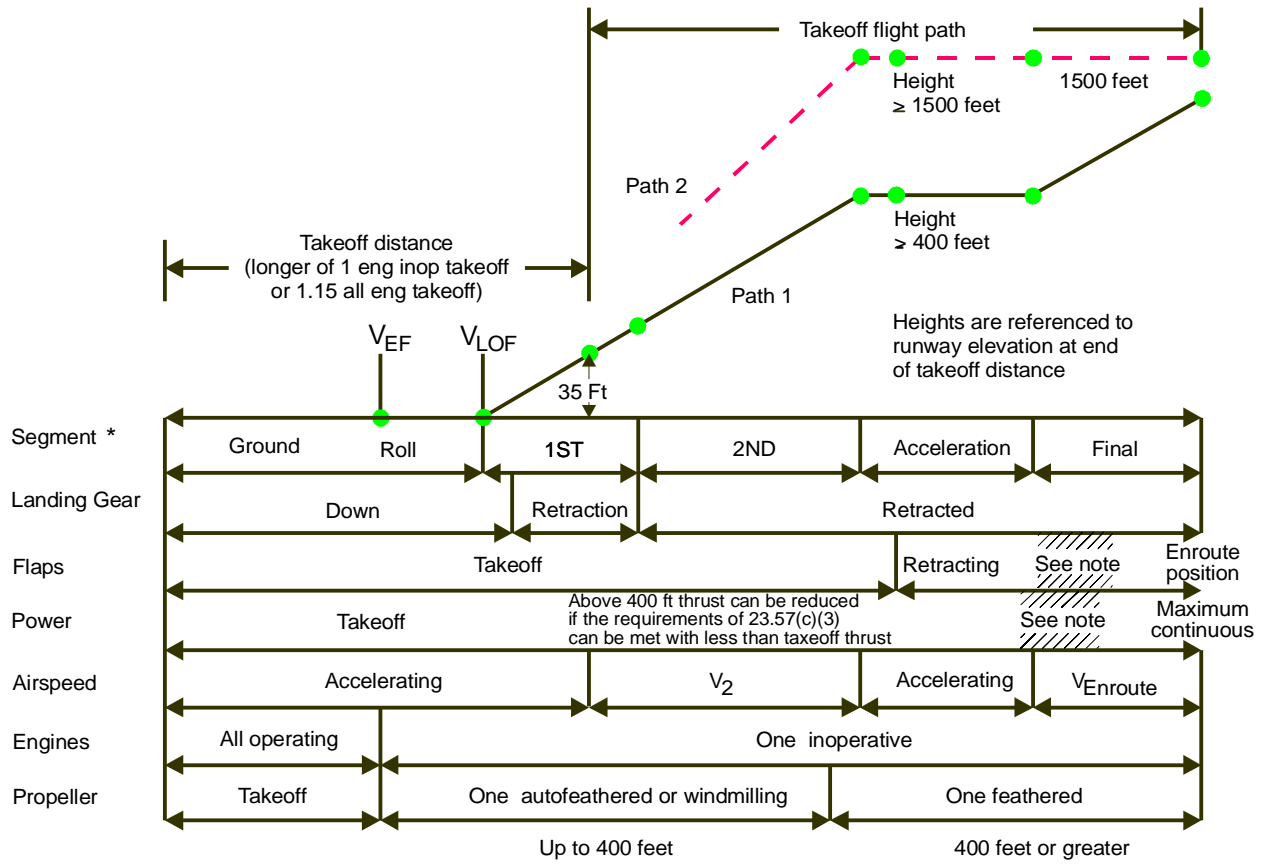 Takeoff flight path
Height
≥ 1500 feet
1500 feet
Path 2
Height
≥ 400 feet
Takeoff distance
(longer of 1 eng inop takeoff
or 1.15 all eng takeoff)
Path 1
VEF
VLOF
Heights are referenced to
runway elevation at end
of takeoff distance
35 Ft
Segment *
Ground
Roll
1ST
2ND
Acceleration
Final
Landing Gear
Down
Retraction
Retracted
Flaps
Takeoff
Retracting
See note
Enroute
position
Power
Takeoff
Above 400 ft thrust can be reduced
if the requirements of 23.57(c)(3)
can be met with less than taxeoff thrust
See note
Maximum
continuous
Airspeed
Accelerating
V2
Accelerating
VEnroute
Engines
All operating
One inoperative
Propeller
Takeoff
One autofeathered or windmilling
One feathered
Up to 400 feet
400 feet or greater